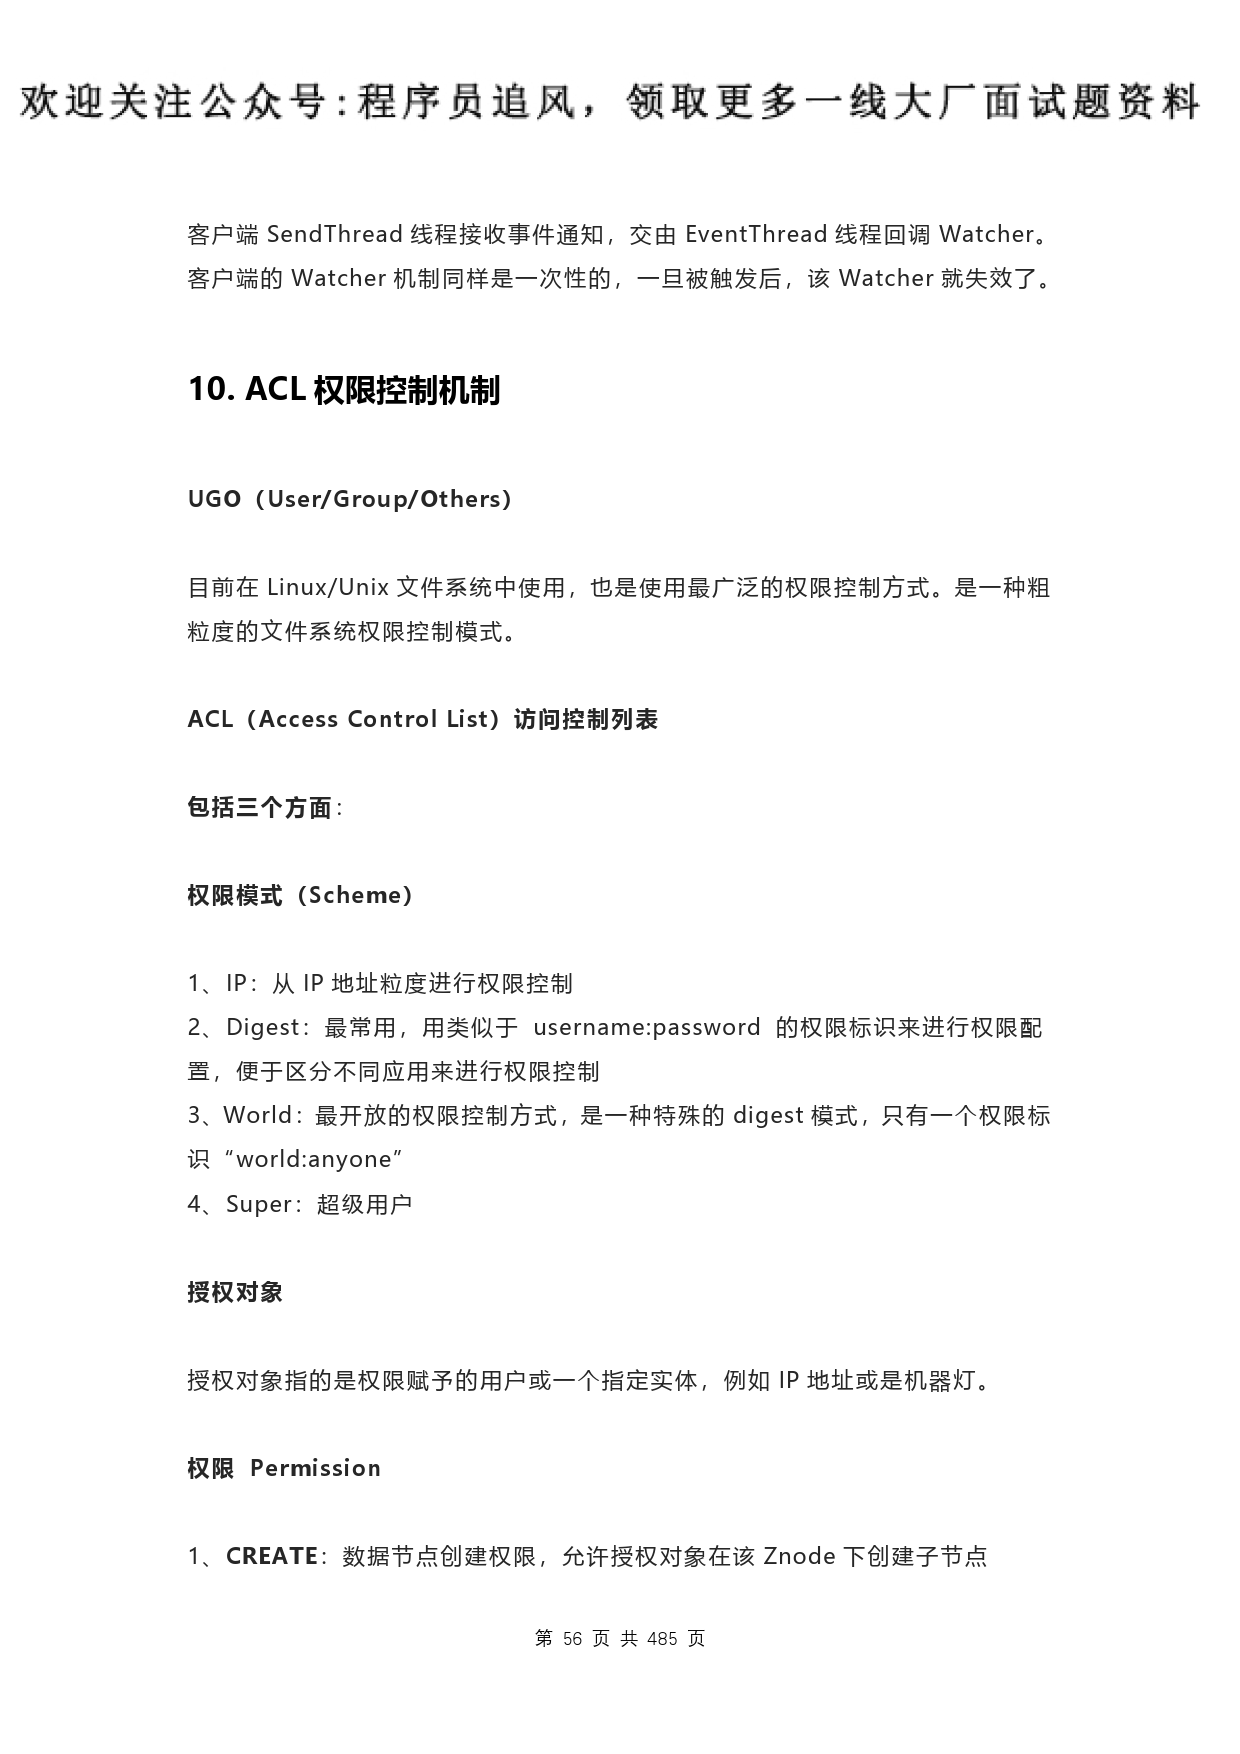 欢迎关注公众号:程序员追风，领取更多一线大厂面试题资料
客户端 SendThread 线程接收事件通知，交由 EventThread 线程回调 Watcher。
客户端的 Watcher 机制同样是一次性的，一旦被触发后，该 Watcher 就失效了。
10. ACL 权限控制机制
UGO（User/Group/Others）
目前在 Linux/Unix 文件系统中使用，也是使用最广泛的权限控制方式。是一种粗
粒度的文件系统权限控制模式。
ACL（Access Control List）访问控制列表
包括三个方面：
权限模式（Scheme）
1、IP：从 IP 地址粒度进行权限控制
2、Digest：最常用，用类似于 username:password 的权限标识来进行权限配
置，便于区分不同应用来进行权限控制
3、World：最开放的权限控制方式，是一种特殊的 digest 模式，只有一个权限标
识“world:anyone”
4、Super：超级用户
授权对象
授权对象指的是权限赋予的用户或一个指定实体，例如 IP 地址或是机器灯。
权限 Permission
1、CREATE：数据节点创建权限，允许授权对象在该 Znode 下创建子节点
第 56 页 共 485 页